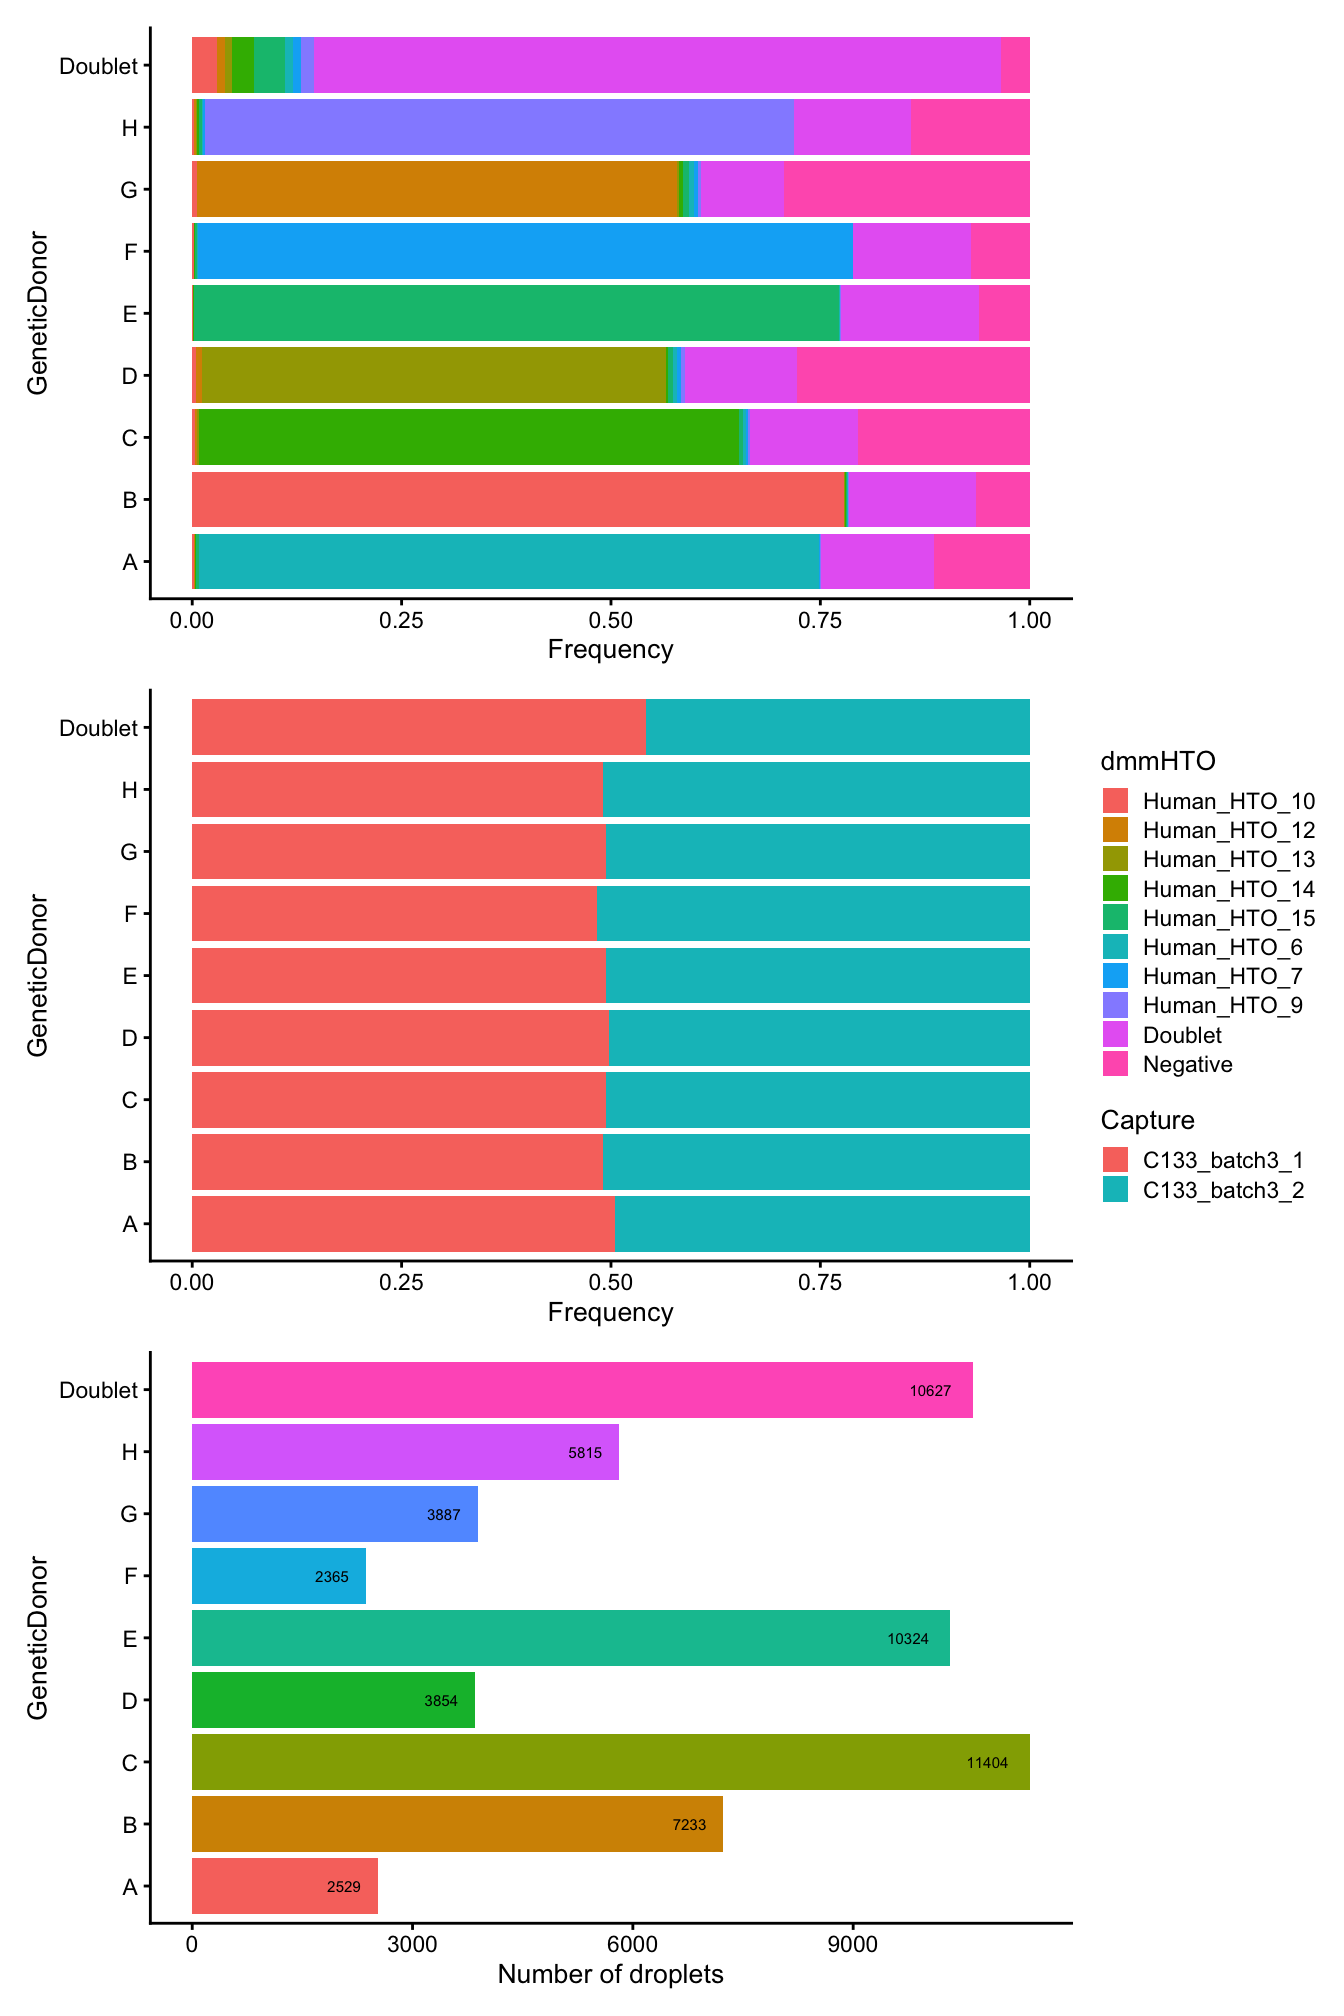 Doublet
H
G
F
E
D
C
B
A
GeneticDonor
0.00 0.25 0.50 0.75 1.00
Frequency
Doublet
H
G
F
E
D
C
B
A
GeneticDonor
0.00 0.25 0.50 0.75 1.00
Frequency
dmmHTO
Human_HTO_10
Human_HTO_12
Human_HTO_13
Human_HTO_14
Human_HTO_15
Human_HTO_6
Human_HTO_7
Human_HTO_9
Doublet
Negative
Capture
C133_batch3_1
C133_batch3_2
Doublet 10627
H 5815
G 3887
F 2365
E 10324
D 3854
C 11404
B 7233
A 2529
GeneticDonor
0 3000 6000 9000
Number of droplets